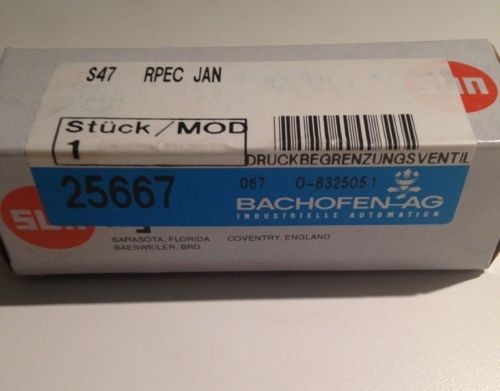 S47 RPEC JAN
Stück/MOD
1
DRUCKBEGRENZUNGSVENTIL
25667
067 O-8325051
BACHOFEN AG
INDUSTRIELLE AUTOMATION
sun
SARASOTA, FLORIDA COVENTRY, ENGLAND
BAESWEILER, BRD